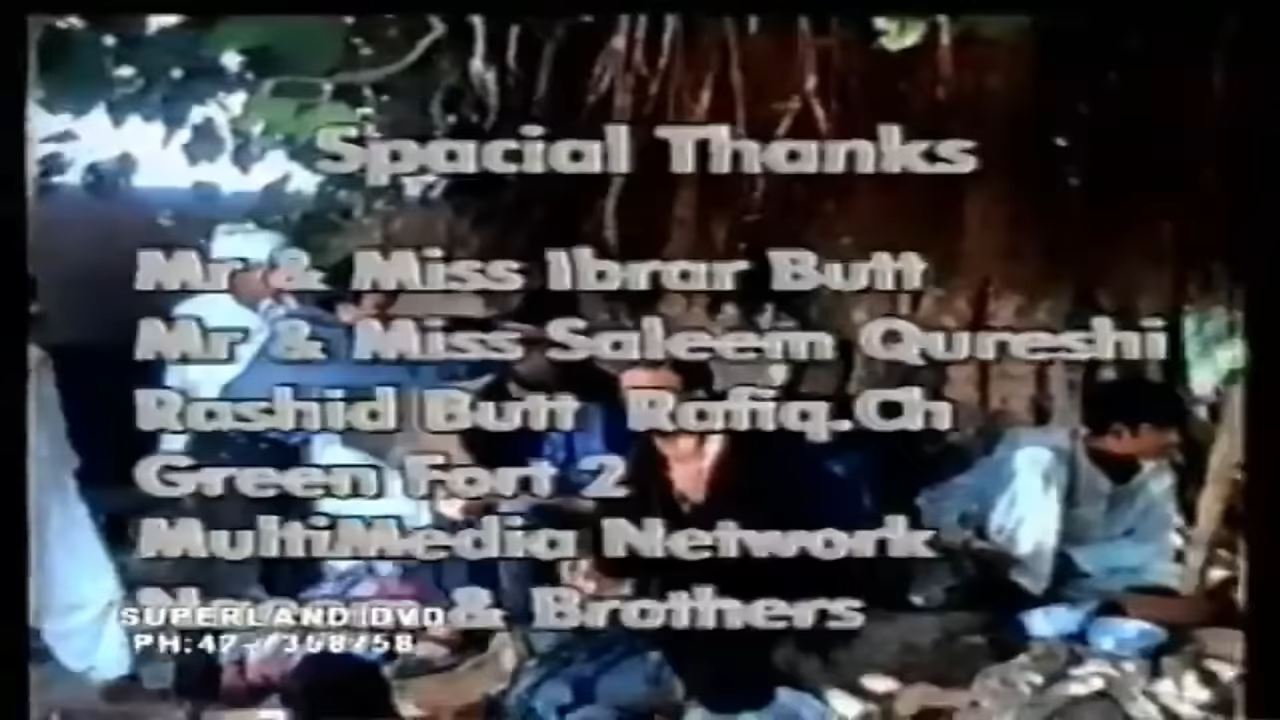 Spacial Thanks
Mr & Miss Ibrar Butt
Mr & Miss Saleem Qureshi
Rashid Butt Rafiq.Ch
Green Fort 2
MultiMedia Network
& Brothers
SUPERLAND DVD